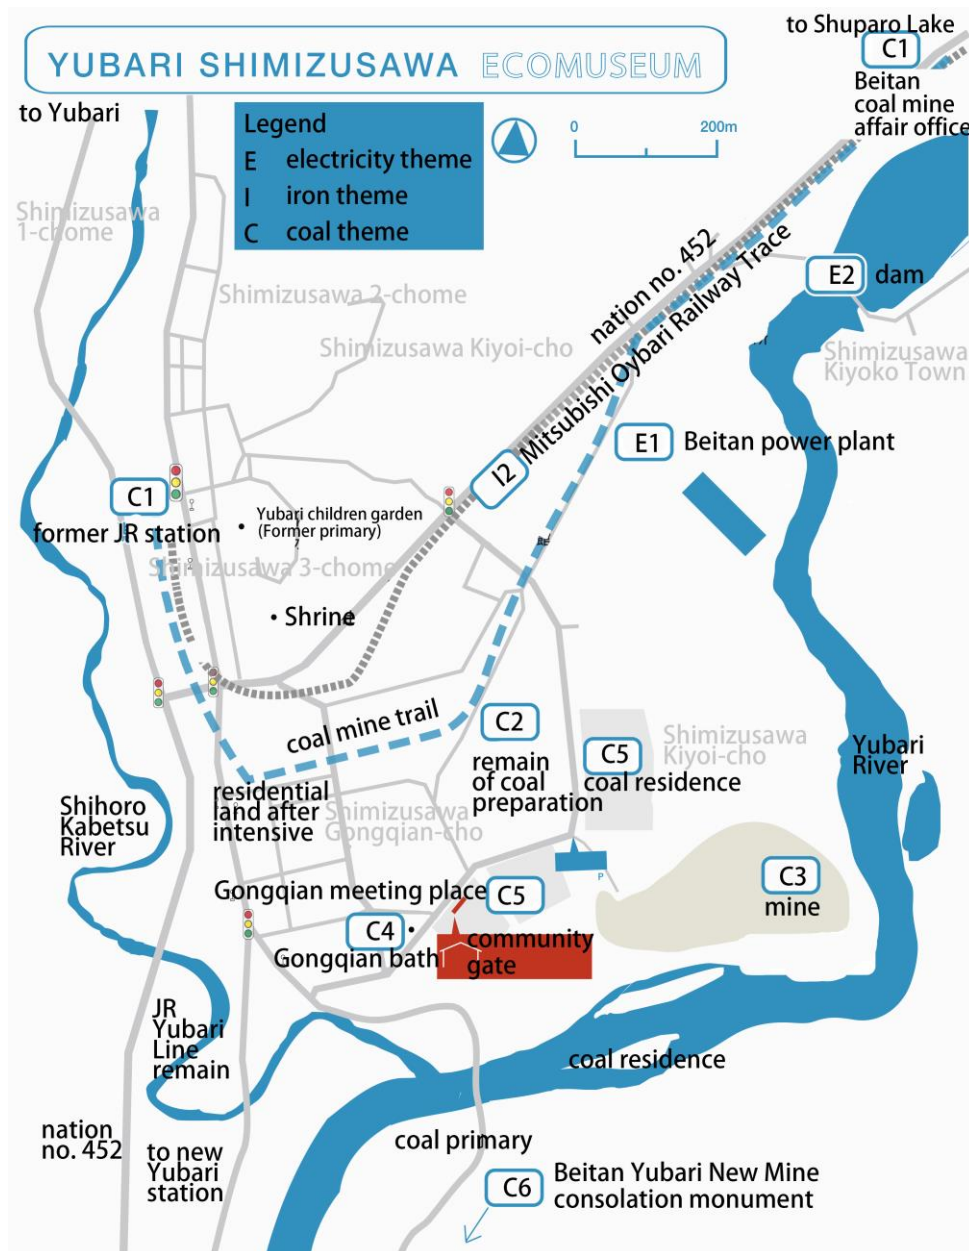 to Shuparo Lake
C1
Beitan
coal mine
affair office
YUBARI SHIMIZUSAWA ECOMUSEUM
to Yubari
Legend
E electricity theme
I iron theme
C coal theme
0 200m
Shimizusawa
1-chome
Shimizusawa 2-chome
nation no. 452
Mitsubishi Oybari Railway Trace
E2 dam
Shimizusawa Kiyoi-cho
Shimizusawa
Kiyoko Town
E1 Beitan power plant
I2
C1
former JR station
Yubari children garden
(Former primary)
Shimizusawa 3-chome
Shrine
coal mine trail
C2
remain
of coal
preparation
C5
coal residence
Shimizusawa
Kiyoi-cho
Yubari
River
residential
land after
intensive
Shimizusawa
Gongqian-cho
Shihoro
Kabetsu
River
P
Gongqian meeting place
C5
C3
mine
C4
Gongqian bath
community
gate
JR
Yubari
Line
remain
coal residence
nation
no. 452
to new
Yubari
station
coal primary
C6
Beitan Yubari New Mine
consolation monument